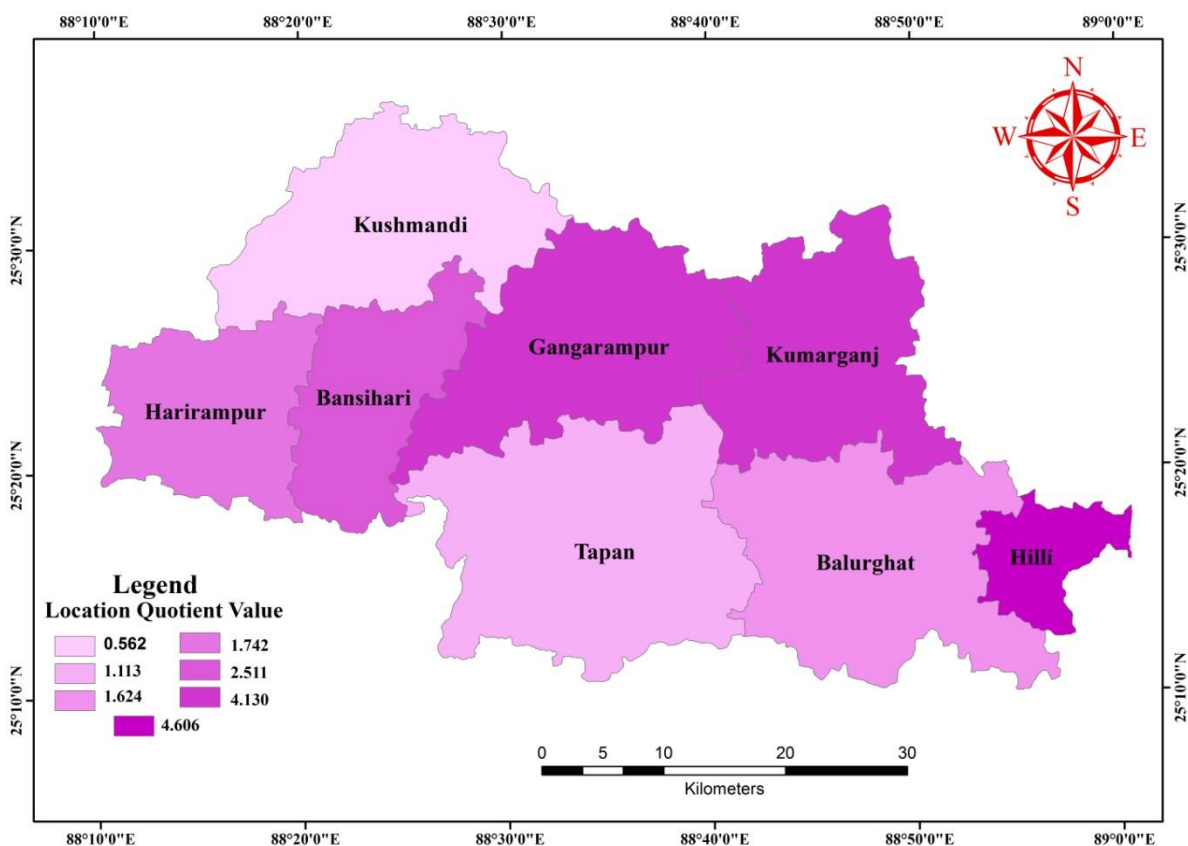 88°10'0"E 88°20'0"E 88°30'0"E 88°40'0"E 88°50'0"E 89°0'0"E
N
W E
S
25°30'0"N 25°30'0"N
25°20'0"N 25°20'0"N
25°10'0"N 25°10'0"N
Kushmandi
Gangarampur
Kumarganj
Bansihari
Harirampur
Tapan
Balurghat
Hilli
Legend
Location Quotient Value
0.562 1.742
1.113 2.511
1.624 4.130
4.606
0 5 10 20 30
Kilometers
88°10'0"E 88°20'0"E 88°30'0"E 88°40'0"E 88°50'0"E 89°0'0"E